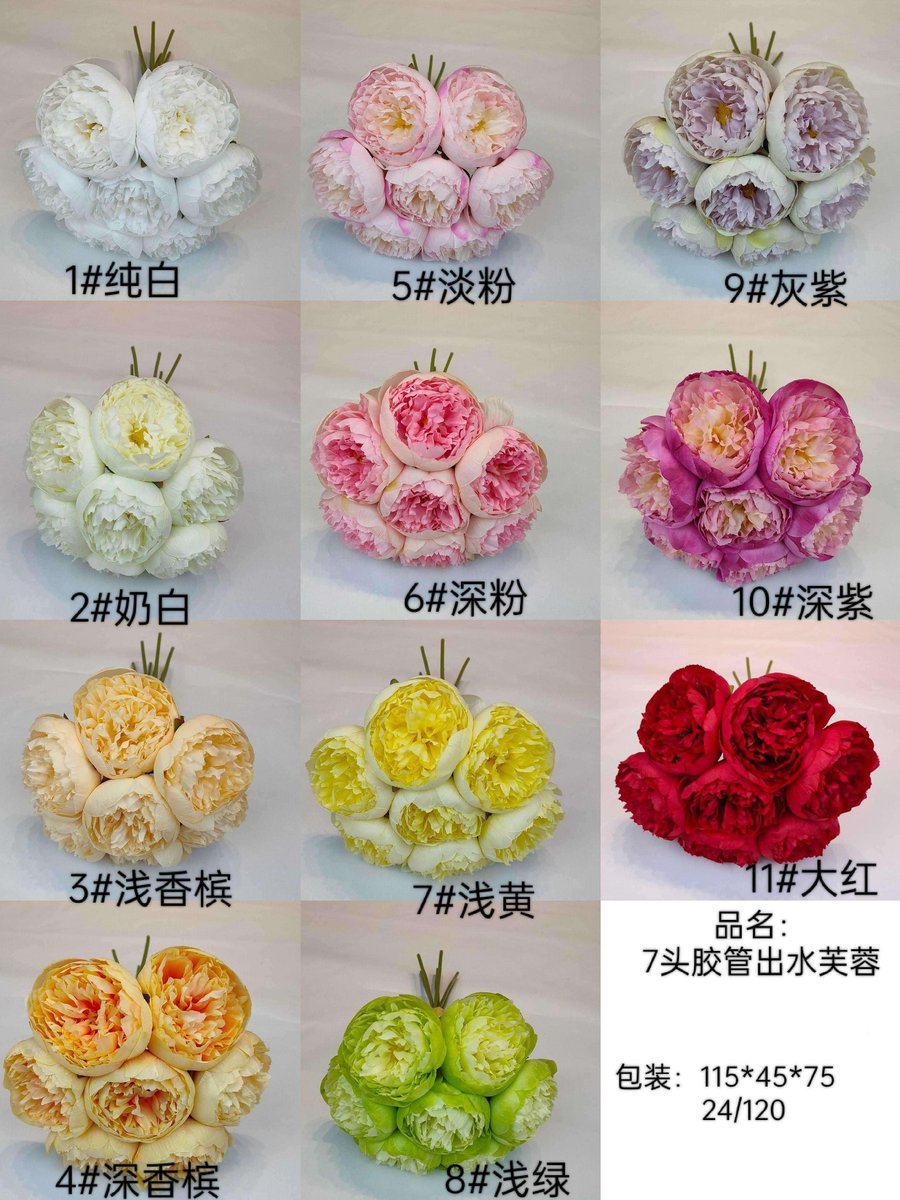 1#纯白
5#淡粉
9#灰紫
2#奶白
6#深粉
10#深紫
3#浅香槟
7#浅黄
11#大红
4#深香槟
8#浅绿
品名：
7头胶管出水芙蓉
包装：115*45*75
24/120